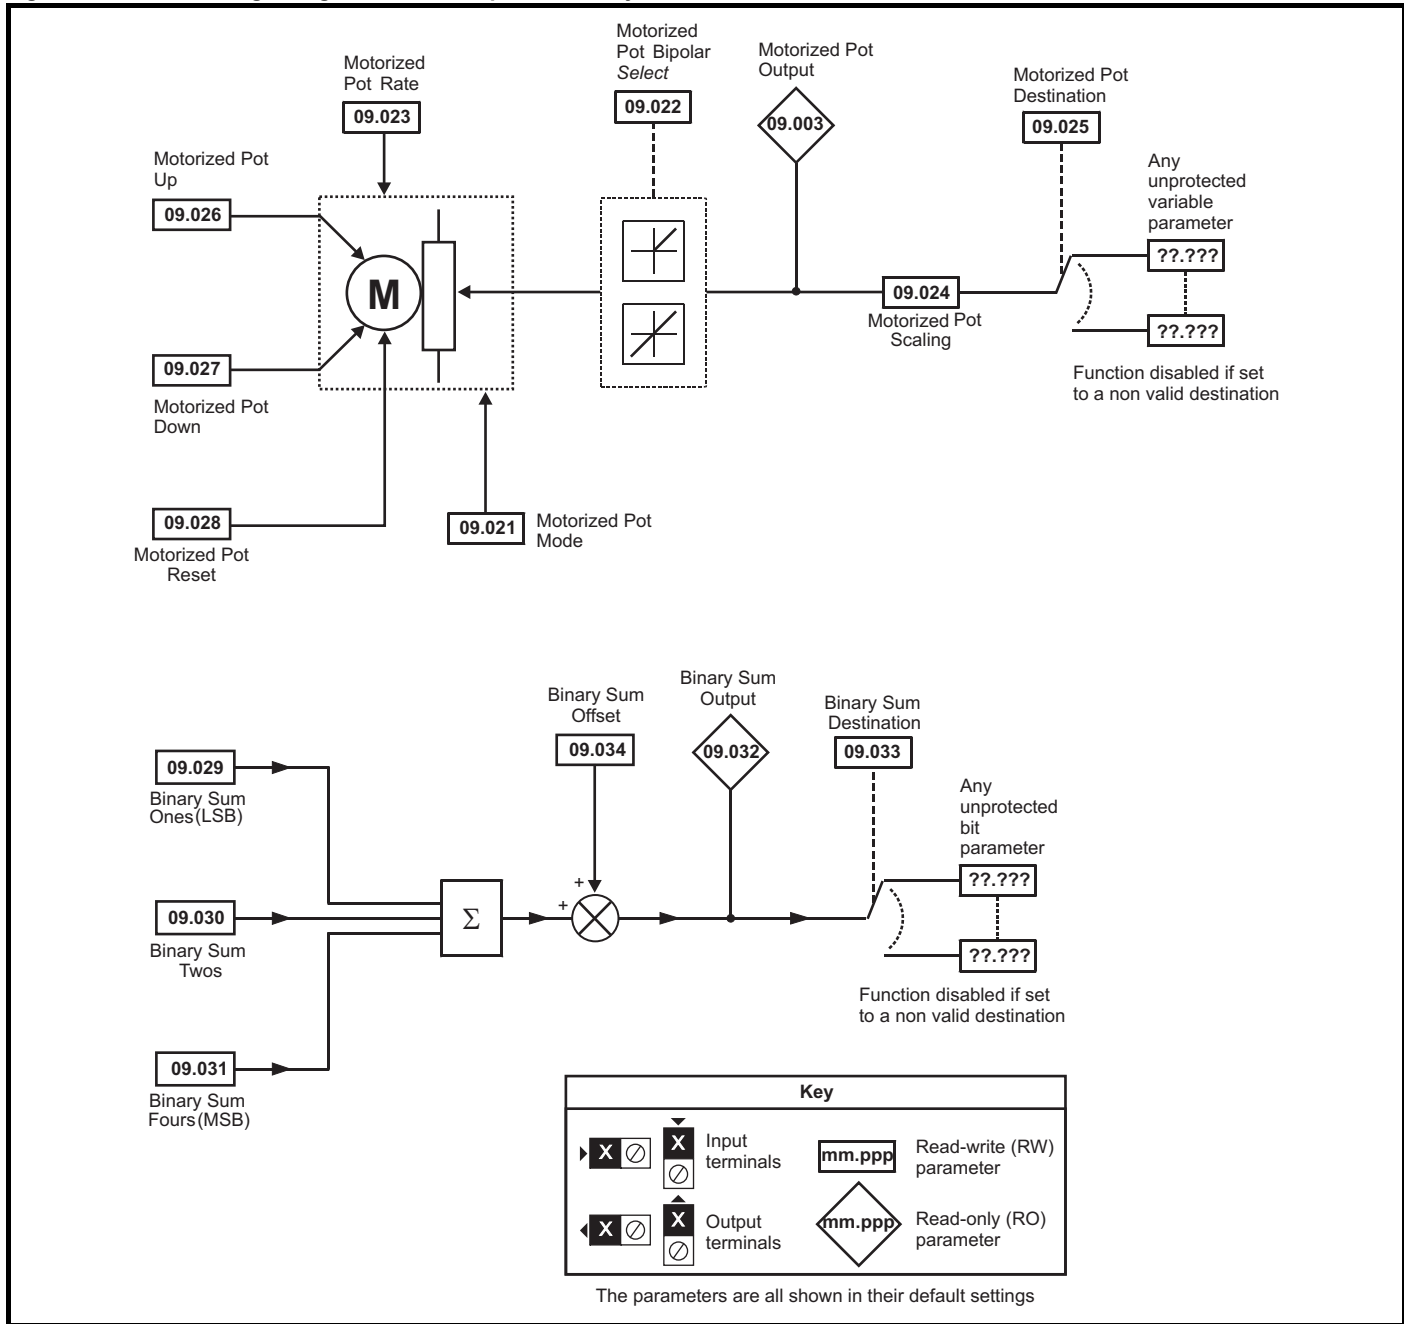 Motorized
Pot Rate
09.023
Motorized
Pot Bipolar
Select
09.022
Motorized Pot
Output
09.003
Motorized Pot
Destination
09.025
Any
unprotected
variable
parameter
??.???
??.???
Function disabled if set
to a non valid destination
Motorized Pot
Up
09.026
M
09.024
Motorized Pot
Scaling
09.027
Motorized Pot
Down
09.028
Motorized Pot
Reset
09.021
Motorized Pot
Mode
Binary Sum
Offset
09.034
Binary Sum
Output
09.032
Binary Sum
Destination
09.033
Any
unprotected
bit
parameter
??.???
??.???
Function disabled if set
to a non valid destination
09.029
Binary Sum
Ones(LSB)
09.030
Binary Sum
Twos
Σ
+
+
09.031
Binary Sum
Fours(MSB)
Key
X
X
Input
terminals
mm.ppp
Read-write (RW)
parameter
X
X
Output
terminals
mm.ppp
Read-only (RO)
parameter
The parameters are all shown in their default settings